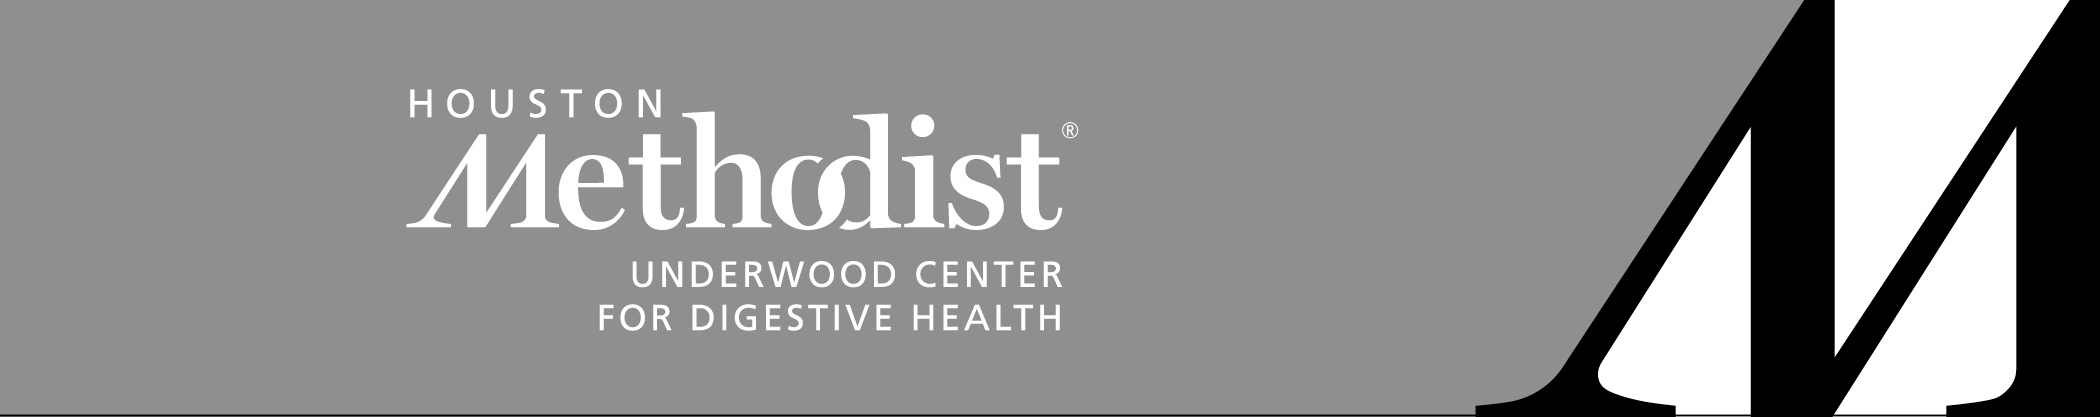 HOUSTON
Methodist®
UNDERWOOD CENTER
FOR DIGESTIVE HEALTH
M